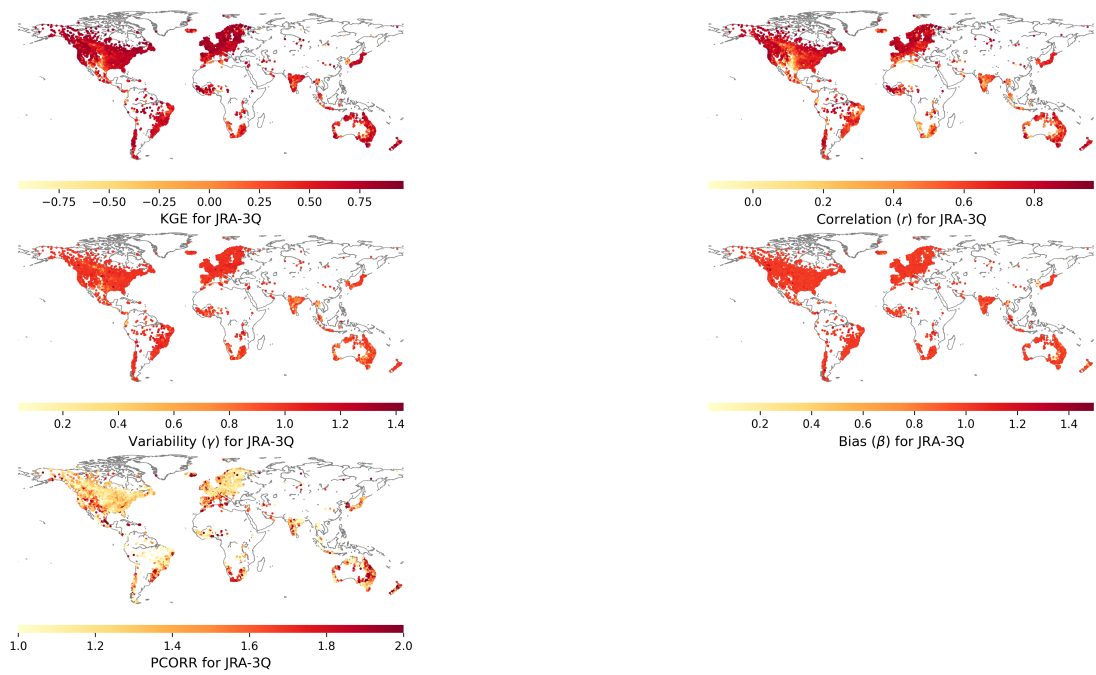 −0.75 −0.50 −0.25 0.00 0.25 0.50 0.75
KGE for JRA-3Q
0.0 0.2 0.4 0.6 0.8
Correlation (r) for JRA-3Q
0.2 0.4 0.6 0.8 1.0 1.2 1.4
Variability (γ) for JRA-3Q
0.2 0.4 0.6 0.8 1.0 1.2 1.4
Bias (β) for JRA-3Q
1.0 1.2 1.4 1.6 1.8 2.0
PCORR for JRA-3Q